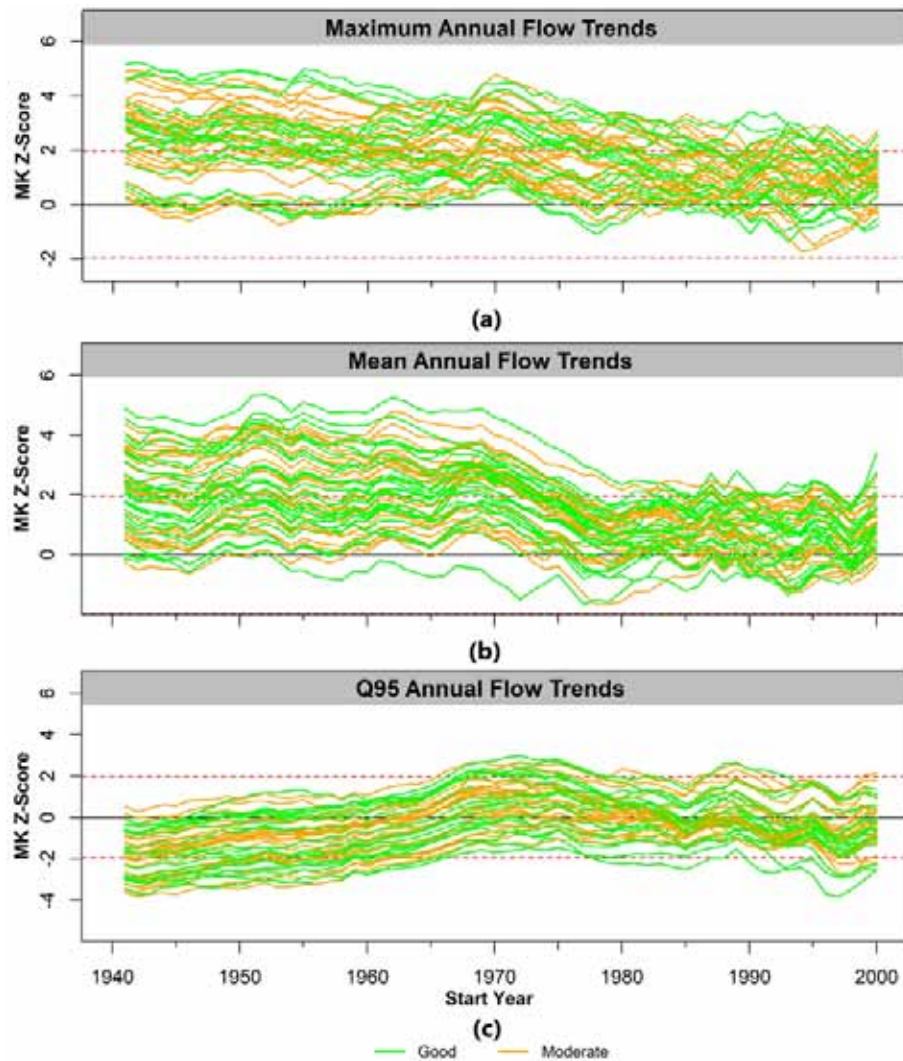 Maximum Annual Flow Trends
6
4
2
0
-2
MK Z-Score
(a)
Mean Annual Flow Trends
6
4
2
0
MK Z-Score
(b)
Q95 Annual Flow Trends
6
4
2
0
-2
-4
MK Z-Score
1940 1950 1960 1970 1980 1990 2000
Start Year
(c)
Good Moderate